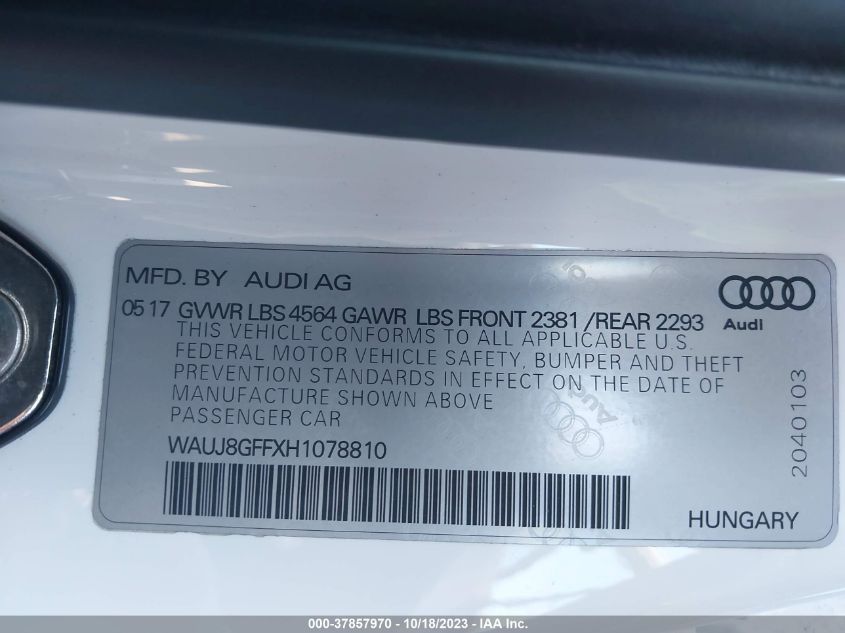 MFD. BY AUDI AG
Audi
05 17 GVWR LBS 4564 GAWR LBS FRONT 2381 /REAR 2293
THIS VEHICLE CONFORMS TO ALL APPLICABLE U.S.
FEDERAL MOTOR VEHICLE SAFETY, BUMPER AND THEFT
PREVENTION STANDARDS IN EFFECT ON THE DATE OF
MANUFACTURE SHOWN ABOVE
PASSENGER CAR
WAUJ8GFFXH1078810
2040103
HUNGARY
000-37857970 / 10/18/2023 - Copyright © IAA, Inc.